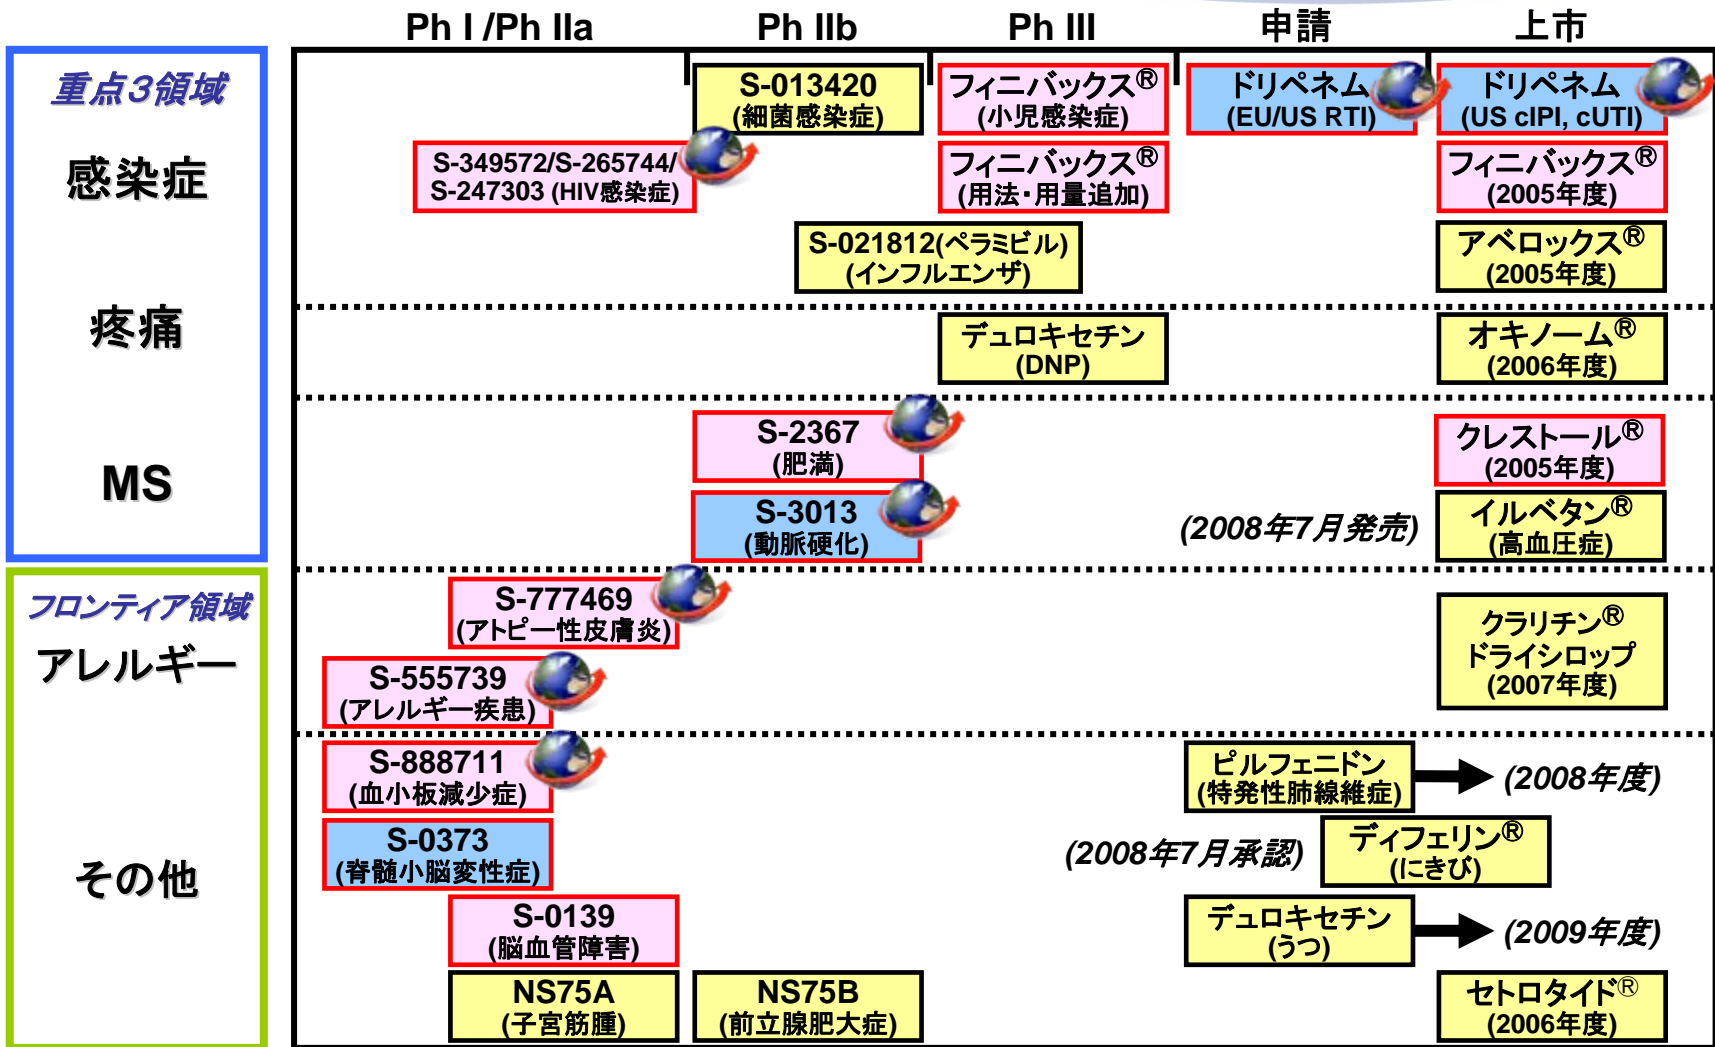 Ph I /Ph IIa
Ph IIb
Ph III
申請
上市
重点3領域
感染症
疼痛
MS
フロンティア領域
アレルギー
その他
S-013420
(細菌感染症)
フィニバックス®
(小児感染症)
ドリペネム
(EU/US RTI)
ドリペネム
(US cIPI, cUTI)
S-349572/S-265744/
S-247303 (HIV感染症)
フィニバックス®
(用法・用量追加)
フィニバックス®
(2005年度)
S-021812(ペラミビル)
(インフルエンザ)
アベロックス®
(2005年度)
デュロキセチン
(DNP)
オキノーム®
(2006年度)
S-2367
(肥満)
クレストール®
(2005年度)
S-3013
(動脈硬化)
(2008年7月発売)
イルベタン®
(高血圧症)
S-777469
(アトピー性皮膚炎)
クラリチン®
ドライシロップ
(2007年度)
S-555739
(アレルギー疾患)
S-888711
(血小板減少症)
ピルフェニドン
(特発性肺線維症)
(2008年度)
S-0373
(脊髄小脳変性症)
(2008年7月承認)
ディフェリン®
(にきび)
S-0139
(脳血管障害)
デュロキセチン
(うつ)
(2009年度)
NS75A
(子宮筋腫)
NS75B
(前立腺肥大症)
セトロタイド®
(2006年度)